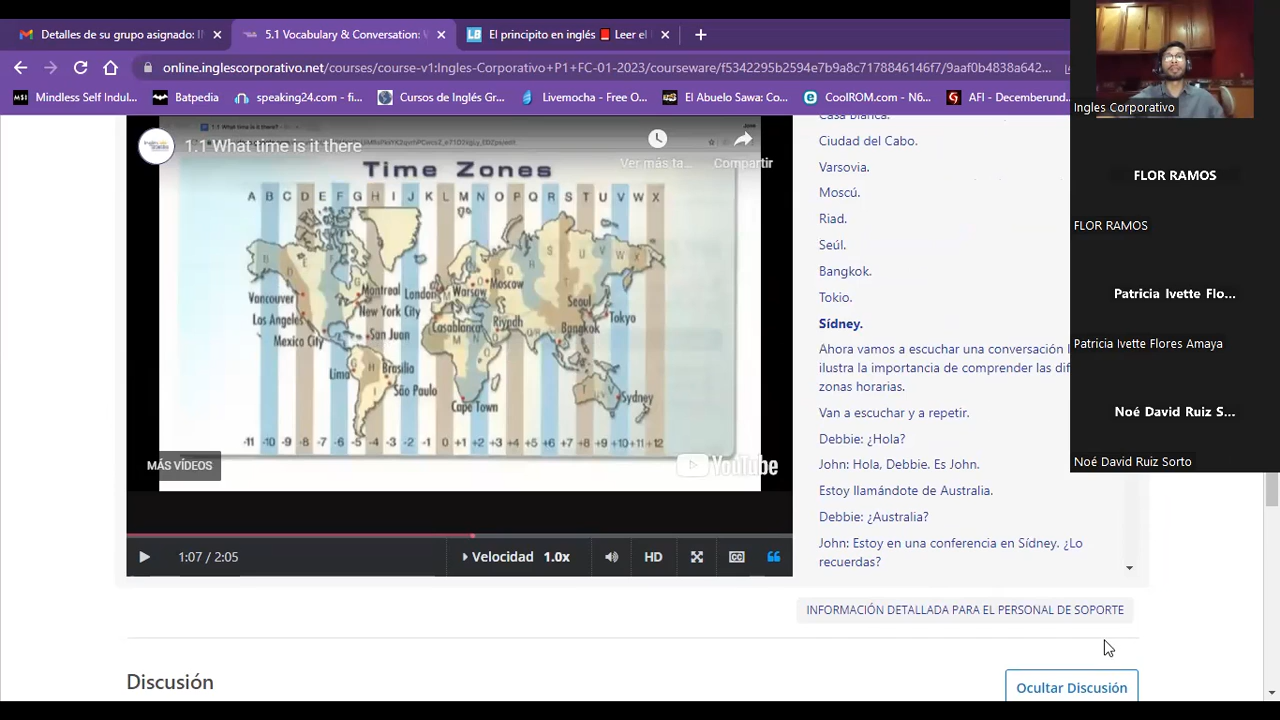 Detalles de su grupo asignado: I
5.1 Vocabulary & Conversation:
El principito en inglés 📕 Leer el
online.inglescorporativo.net/courses/course-v1:Ingles-Corporativo+P1+FC-01-2023/courseware/f5342295b2594e7b9a8c7178846146f7/9aaf0b4838a642...
Mindless Self Indul...
Batpedia
speaking24.com - fi...
Cursos de Inglés Gr...
Livemocha - Free O...
El Abuelo Sawa: Co...
CoolROM.com - N6...
AFI - Decemberund...
Ingles Corporativo
FLOR RAMOS
FLOR RAMOS
Patricia Ivette Flo...
Patricia Ivette Flores Amaya
Noé David Ruiz S...
Noé David Ruiz Sorto
1.1 What time is it there
Ver más ta...
Compartir
Time Zones
A B C D E F G H I J K L M N O P Q R S T U V W X
Vancouver
Los Angeles
Mexico City
Montreal
New York City
San Juan
Lima
Brasilia
São Paulo
London
Casablanca
Warsaw
Moscow
Riyadh
Cape Town
Seoul
Bangkok
Tokyo
Sydney
-11 -10 -9 -8 -7 -6 -5 -4 -3 -2 -1 0 +1 +2 +3 +4 +5 +6 +7 +8 +9 +10 +11 +12
MÁS VÍDEOS
YouTube
1:07 / 2:05
Velocidad 1.0x
HD
CC
Casa Blanca.
Ciudad del Cabo.
Varsovia.
Moscú.
Riad.
Seúl.
Bangkok.
Tokio.
Sídney.
Ahora vamos a escuchar una conversación
ilustra la importancia de comprender las
zonas horarias.
Van a escuchar y a repetir.
Debbie: ¿Hola?
John: Hola, Debbie. Es John.
Estoy llamándote de Australia.
Debbie: ¿Australia?
John: Estoy en una conferencia en Sídney. ¿Lo
recuerdas?
INFORMACIÓN DETALLADA PARA EL PERSONAL DE SOPORTE
Discusión
Ocultar Discusión